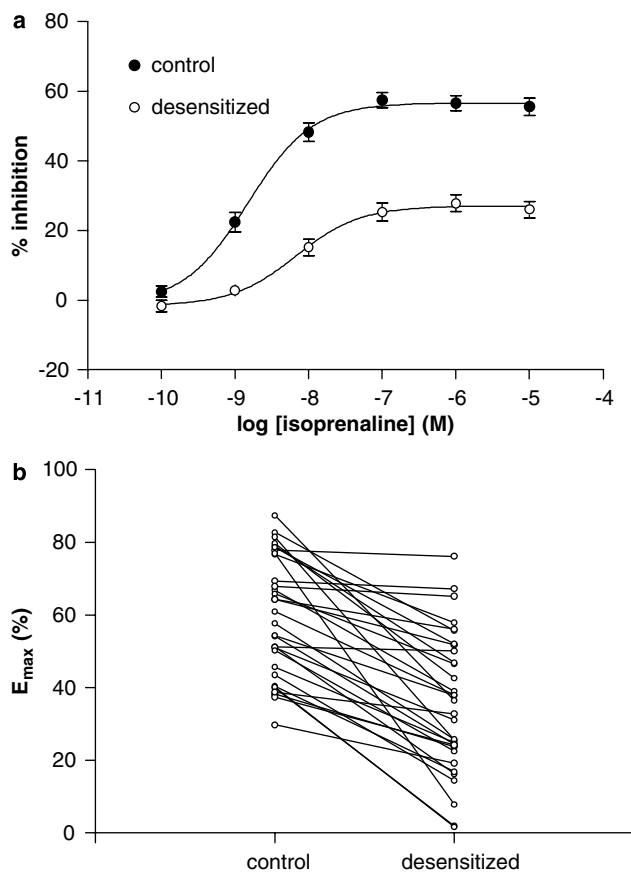 a
80
60
40
20
0
-20
% inhibition
control
desensitized
-11 -10 -9 -8 -7 -6 -5 -4
log [isoprenaline] (M)
b
100
80
60
40
20
0
Emax (%)
control desensitized